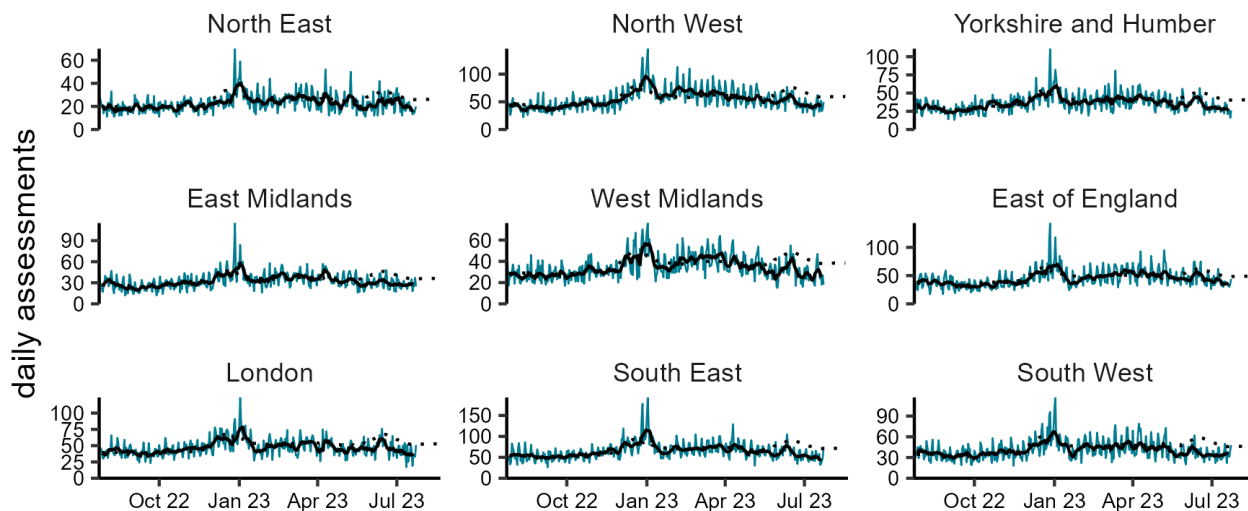 North East
North West
Yorkshire and Humber
60
40
20
0
100
50
0
100
75
50
25
0
East Midlands
West Midlands
East of England
90
60
30
0
60
40
20
0
100
50
0
London
South East
South West
100
75
50
25
0
150
100
50
0
90
60
30
0
Oct 22 Jan 23 Apr 23 Jul 23
Oct 22 Jan 23 Apr 23 Jul 23
Oct 22 Jan 23 Apr 23 Jul 23
daily assessments